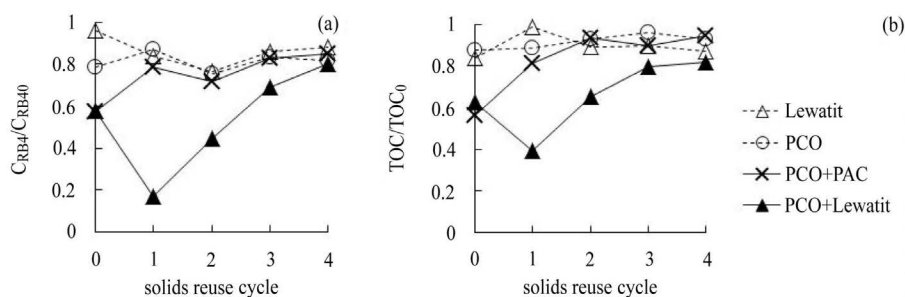 (a)
C_RB4/C_RB40
1
0.8
0.6
0.4
0.2
0
0 1 2 3 4
solids reuse cycle
(b)
TOC/TOC_0
1
0.8
0.6
0.4
0.2
0
0 1 2 3 4
solids reuse cycle
Lewatit
PCO
PCO+PAC
PCO+Lewatit